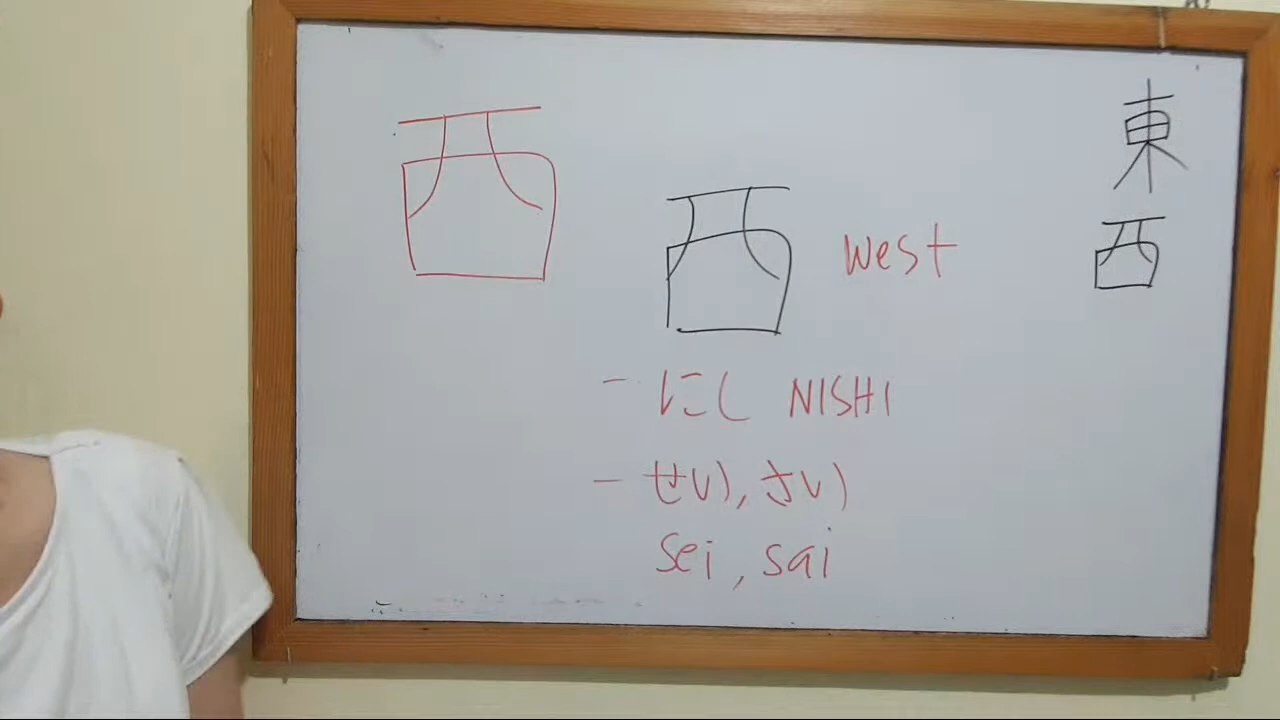 西
西 west
- にし NISHI
- せい, さい
sei, sai
東
西